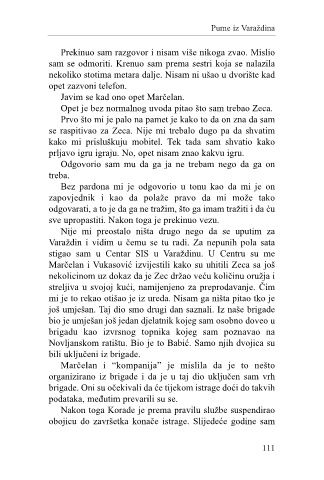 Pume iz Varaždina
Prekinuo sam razgovor i nisam više nikoga zvao. Mislio
sam se odmoriti. Krenuo sam prema sestri koja se nalazila
nekoliko stotima metara dalje. Nisam ni ušao u dvorište kad
opet zazvoni telefon.
Javim se kad ono opet Marčelan.
Opet je bez normalnog uvoda pitao što sam trebao Zeca.
Prvo što mi je palo na pamet je kako to da on zna da sam
se raspitivao za Zeca. Nije mi trebalo dugo pa da shvatim
kako mi prisluškuju mobitel. Tek tada sam shvatio kako
prljavo igru igraju. No, opet nisam znao kakvu igru.
Odgovorio sam mu da ga ja ne trebam nego da ga on
treba.
Bez pardona mi je odgovorio u tonu kao da mi je on
zapovjednik i kao da polaže pravo da mi može tako
odgovarati, a to je da ga ne tražim, što ga imam tražiti i da ću
sve upropastiti. Nakon toga je prekinuo vezu.
Nije mi preostalo ništa drugo nego da se uputim za
Varaždin i vidim u čemu se tu radi. Za nepunih pola sata
stigao sam u Centar SIS u Varaždinu. U Centru su me
Marčelan i Vukasović izvijestili kako su uhitili Zeca sa još
nekolicinom uz dokaz da je Zec držao veću količinu oružja i
streljiva u svojoj kući, namijenjeno za preprodavanje. Čim
mi je to rekao otišao je iz ureda. Nisam ga ništa pitao tko je
još umješan. Taj dio smo drugi dan saznali. Iz naše brigade
bio je umješan još jedan djelatnik kojeg sam osobno doveo u
brigadu kao izvrsnog topnika kojeg sam poznavao na
Novljanskom ratištu. Bio je to Babić. Samo njih dvojica su
bili uključeni iz brigade.
Marčelan i “kompanija” je mislila da je to nešto
organizirano iz brigade i da je u taj dio uključen sam vrh
brigade. Oni su očekivali da će tijekom istrage doći do takvih
podataka, međutim prevarili su se.
Nakon toga Korade je prema pravilu službe suspendirao
obojicu do završetka konače istrage. Slijedeće godine sam
111